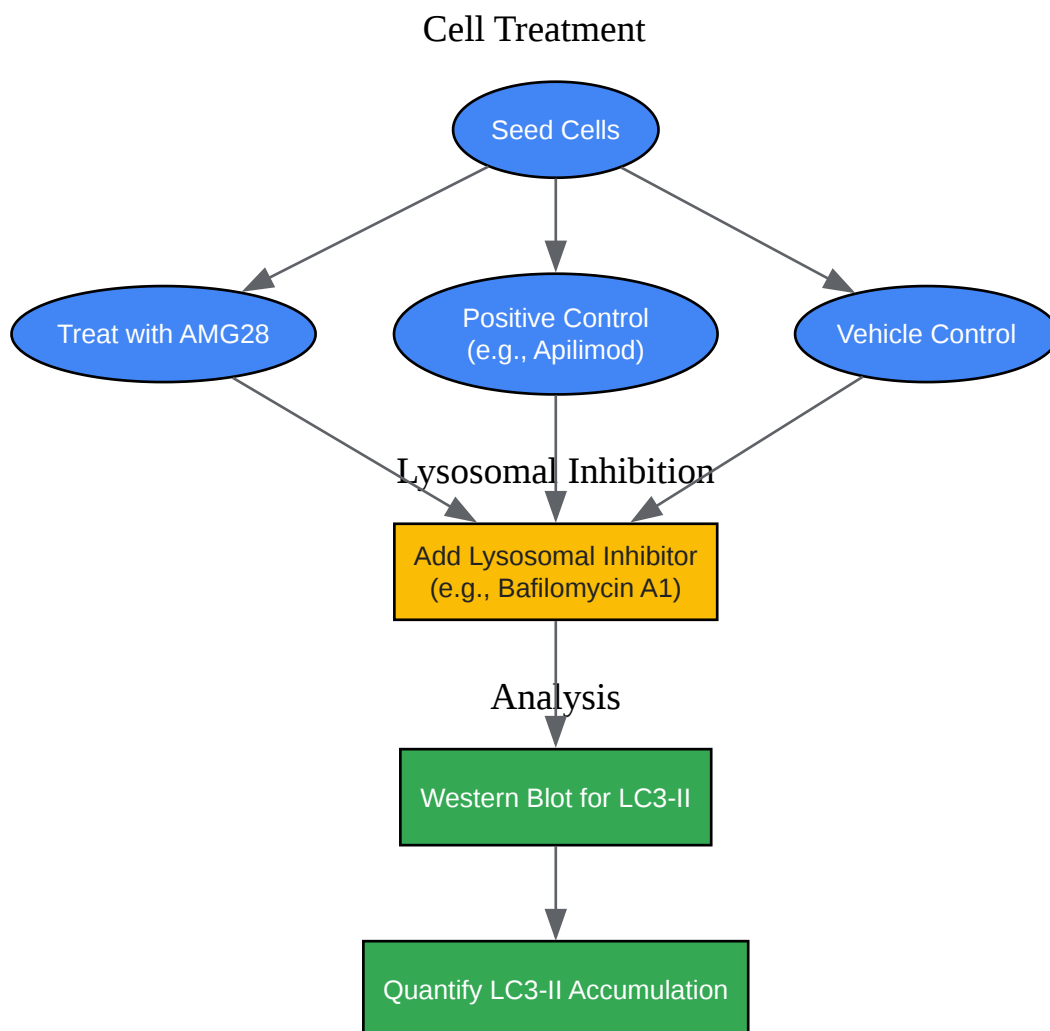 Cell Treatment
Seed Cells
Treat with AMG28
Positive Control
(e.g., Apilimod)
Vehicle Control
Lysosomal Inhibition
Add Lysosomal Inhibitor
(e.g., Bafilomycin A1)
Analysis
Western Blot for LC3-II
Quantify LC3-II Accumulation